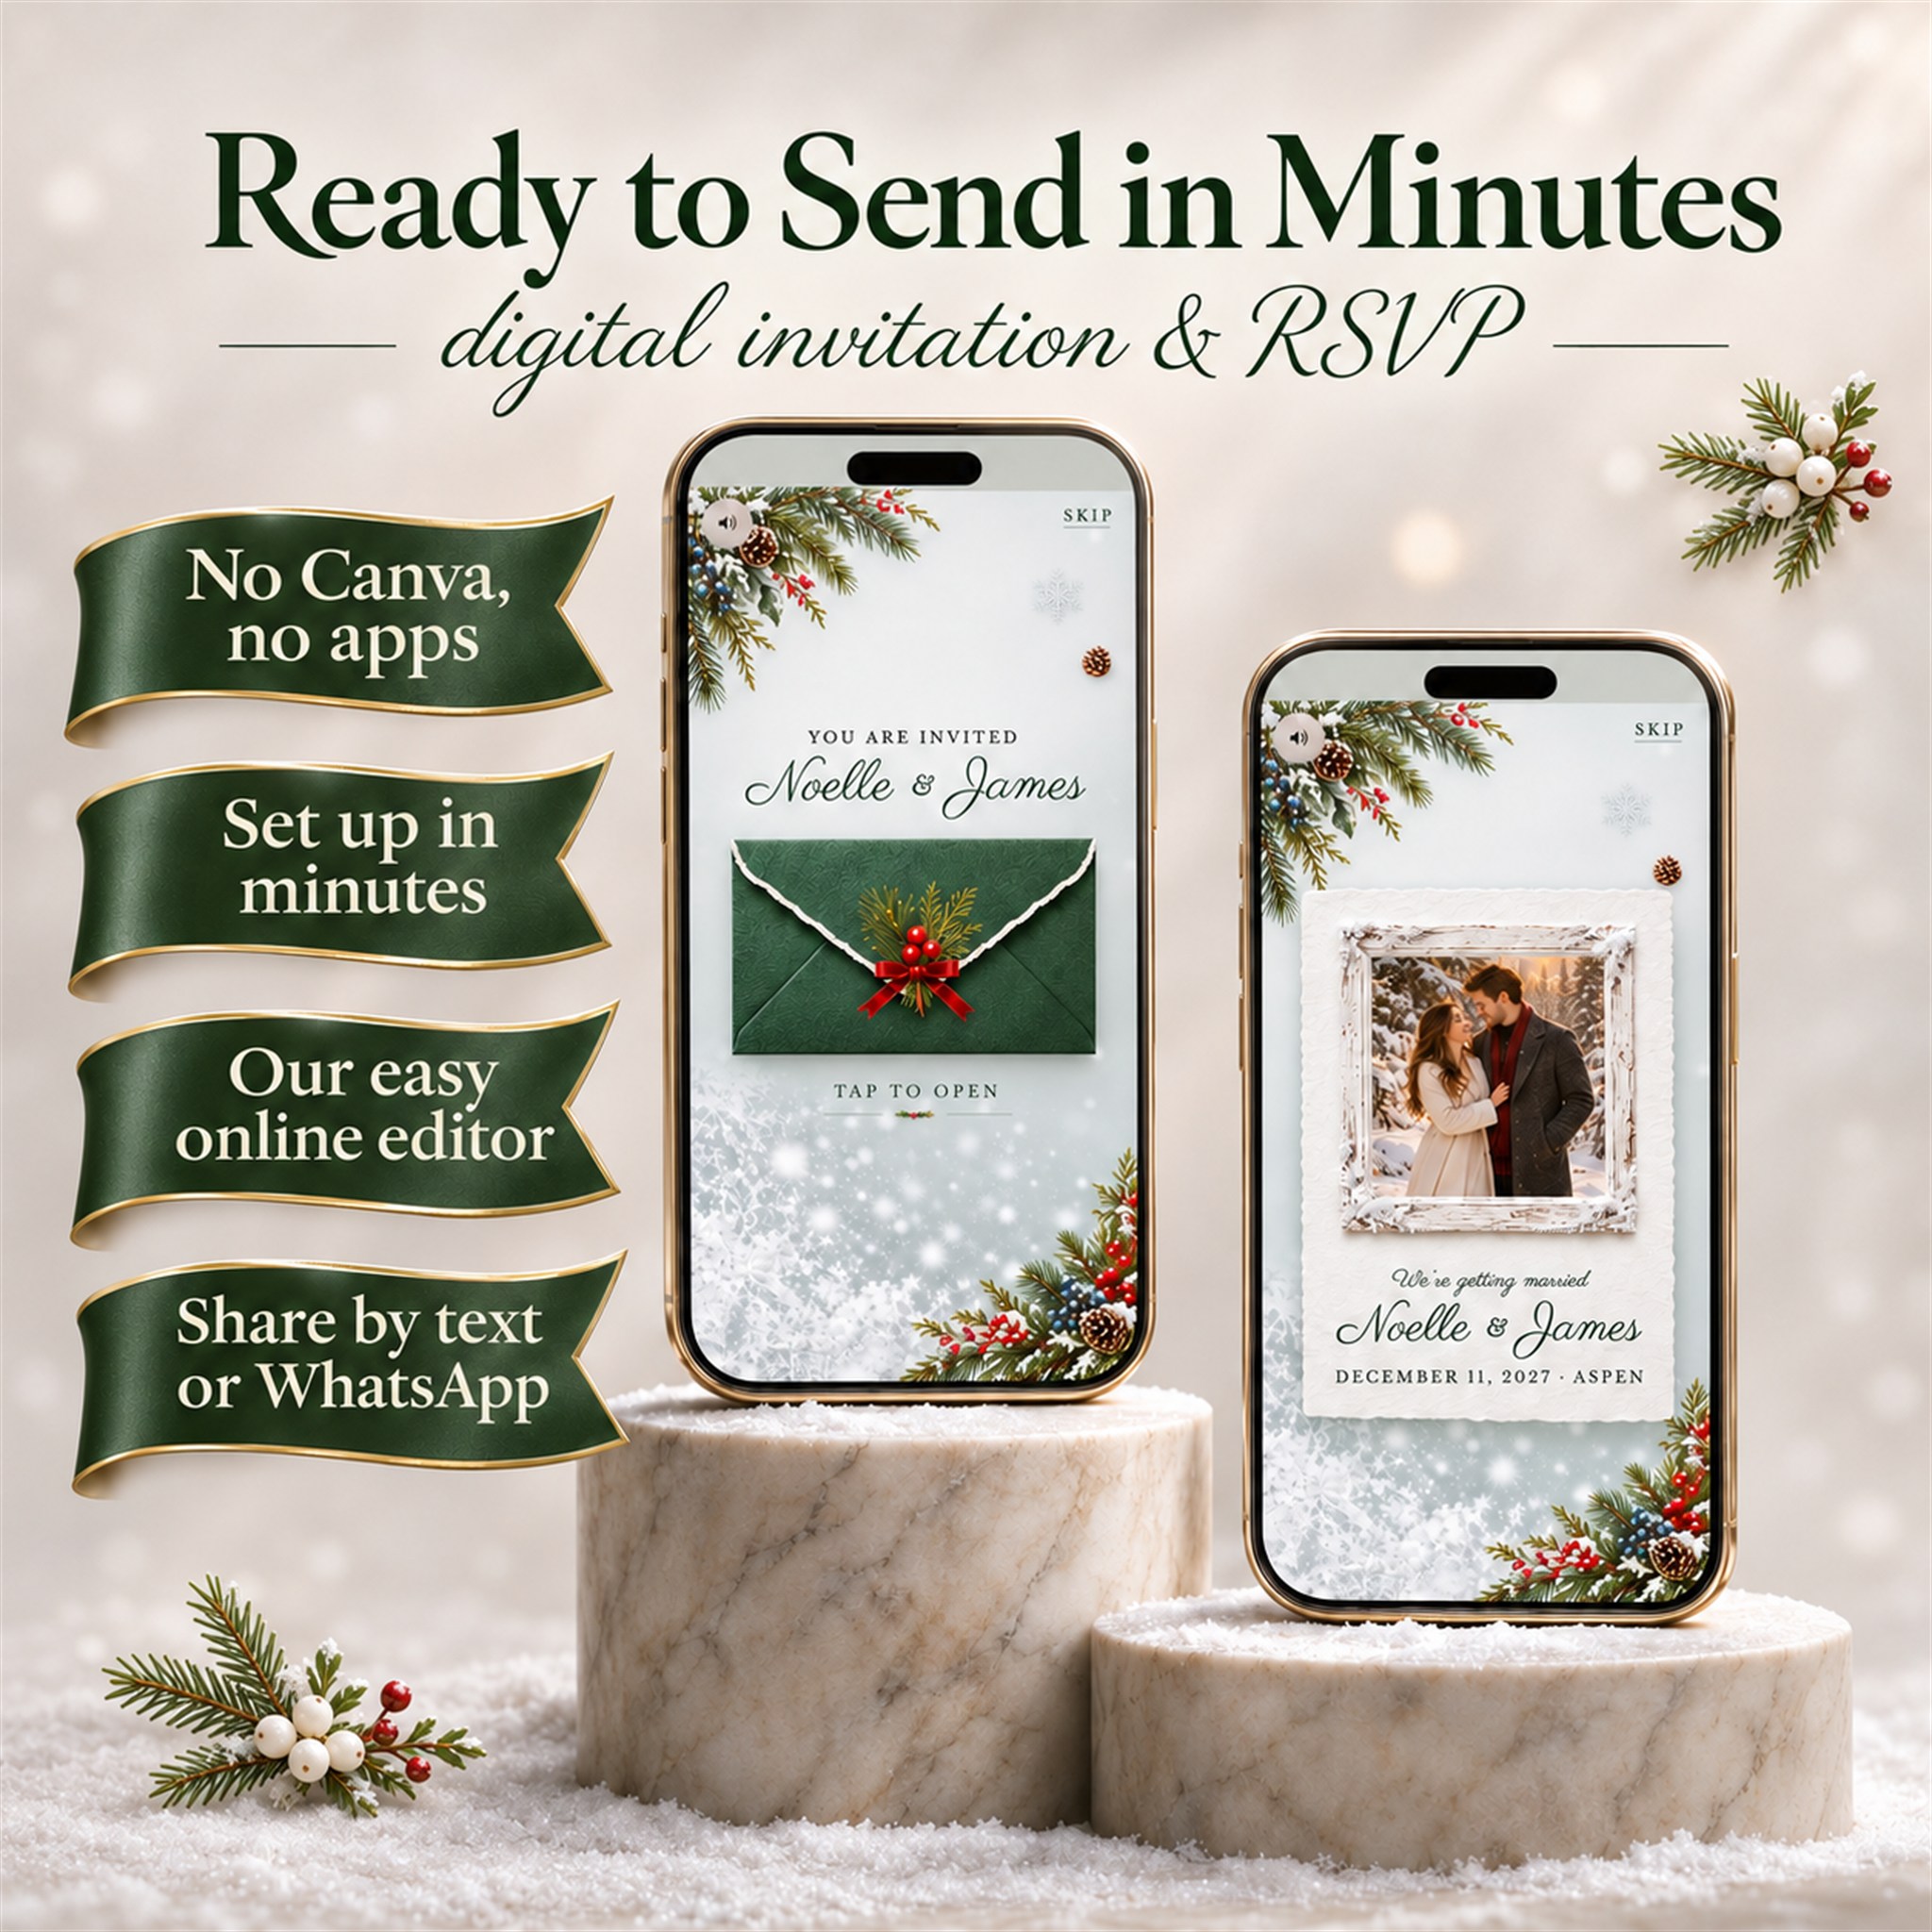 Ready to Send in Minutes
digital invitation & RSVP
No Canva,
no apps
Set up in
minutes
Our easy
online editor
Share by text
or WhatsApp
SKIP
YOU ARE INVITED
Noelle & James
TAP TO OPEN
SKIP
We're getting married
Noelle & James
DECEMBER 11, 2027 · ASPEN